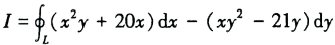 I = ∮_L (x²y + 20x) dx − (xy² − 21y) dy